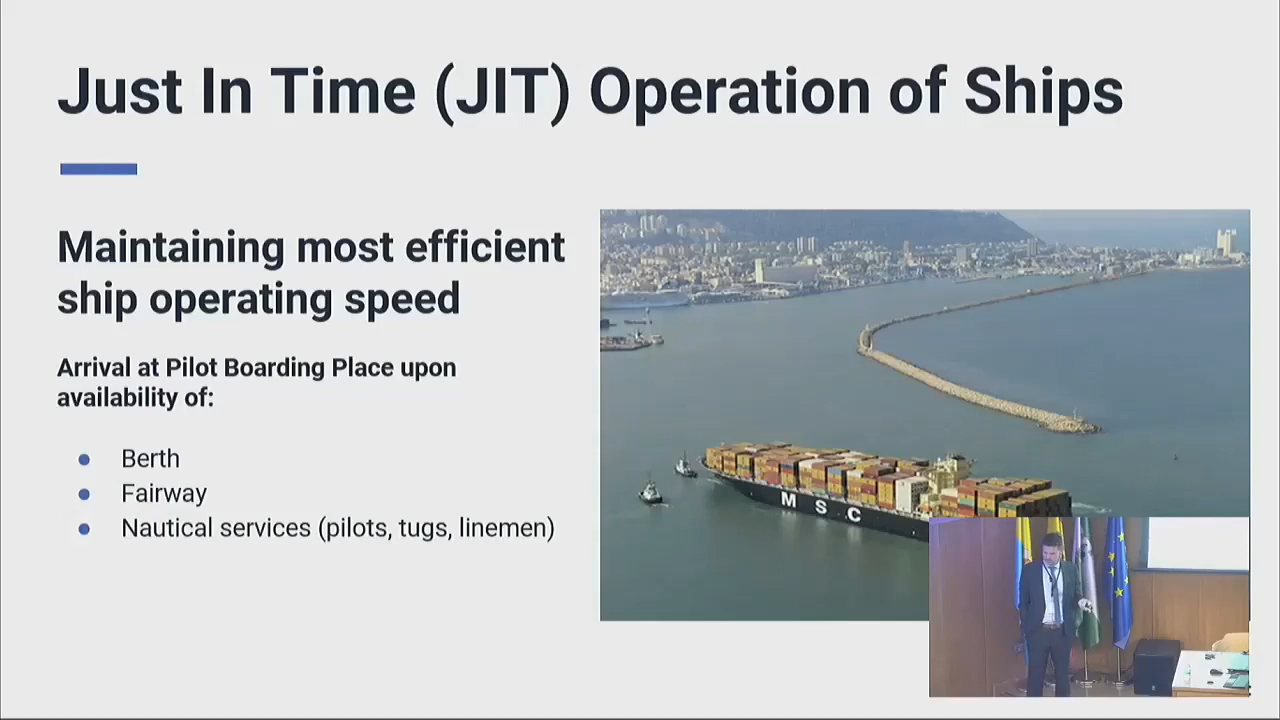 Just In Time (JIT) Operation of Ships
Maintaining most efficient
ship operating speed
Arrival at Pilot Boarding Place upon
availability of:
Berth
Fairway
Nautical services (pilots, tugs, linemen)
MSC